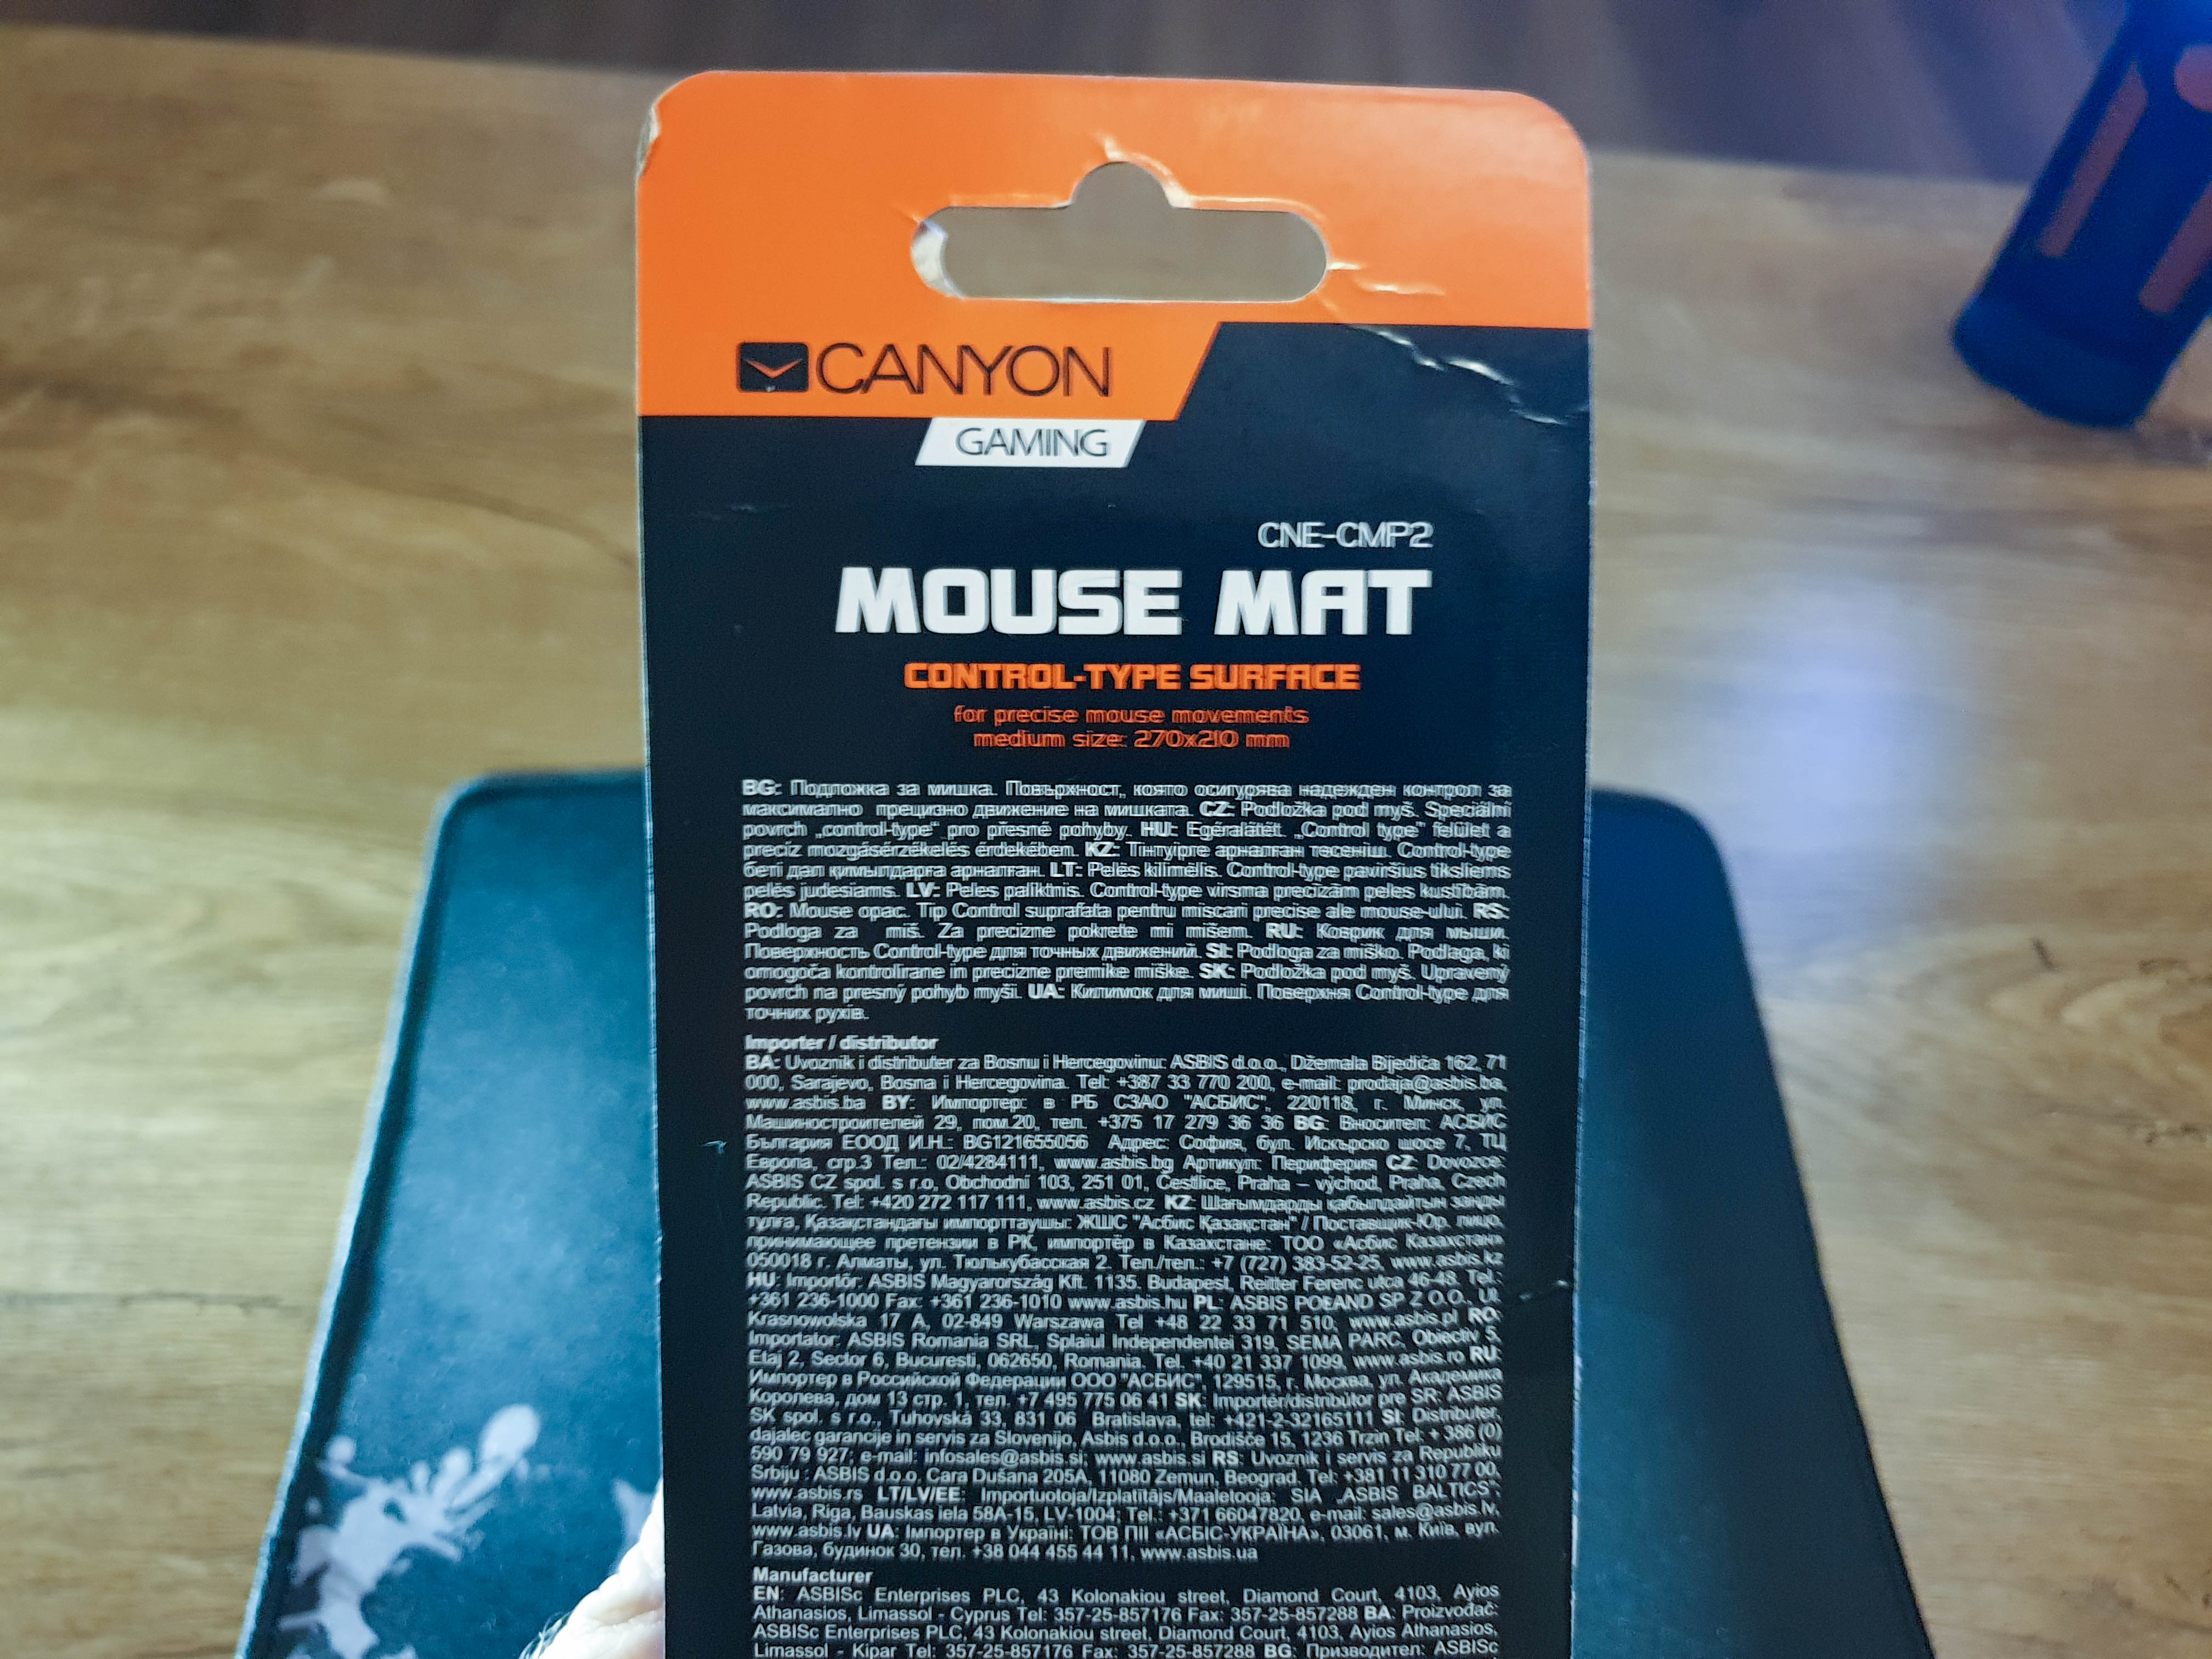 CANYON
GAMING
CNE-CMP2
MOUSE MAT
CONTROL-TYPE SURFACE
for precise mouse movements
medium size: 270x210 mm
BG: Подложка за мишка. Повърхност, която осигурява надежден контрол за
максимално прецизно движение на мишката. CZ: Podložka pod myš. Speciální
povrch „control-type“ pro přesné pohyby. HU: Egéralátét. „Control type” felület a
precíz mozgásérzékelés érdekében. KZ: Тінтуірге арналған төсеніш. Control-type
беті дәл қимылдарға арналған. LT: Pelės kilimėlis. Control-type paviršius tiksliems
pelės judesiams. LV: Peles paliktnis. Control-type virsma precīzām peles kustībām.
RO: Mouse opac. Tip Control suprafata pentru miscari precise ale mouse-ului. RS:
Podloga za miš. Za precizne pokrete mi mišem. RU: Коврик для мыши.
Поверхность Control-type для точных движений. SI: Podloga za miško. Podlaga, ki
omogoča kontrolirane in precizne premike miške. SK: Podložka pod myš. Upravený
povrch na presný pohyb myši. UA: Килимок для миші. Поверхня Control-type для
точних рухів.
Importer / distributor
BA: Uvoznik i distributer za Bosnu i Hercegovinu: ASBIS d.o.o., Džemala Bijedića 162, 71
000, Sarajevo, Bosna i Hercegovina. Tel: +387 33 770 200, e-mail: prodaja@asbis.ba,
www.asbis.ba BY: Импортер: в РБ СЗАО "АСБИС", 220118, г. Минск, ул.
Машиностроителей 29, пом.20, тел. +375 17 279 36 36 BG: Вносител: АСБИС
България ЕООД И.Н.: BG121655056 Адрес: София, бул. Искърско шосе 7, ТЦ
Европа, сгр.3 Тел.: 02/4284111, www.asbis.bg Артикул: Периферия CZ: Dovozce:
ASBIS CZ spol. s r.o, Obchodní 103, 251 01, Čestlice, Praha – východ, Praha, Czech
Republic. Tel: +420 272 117 111, www.asbis.cz KZ: Шағымдарды қабылдайтын заңды
тұлға, Қазақстандағы импорттаушы: ЖШС "Асбис Қазақстан" / Поставщик-Юр. лицо,
принимающее претензии в РК, импортёр в Казахстане: ТОО «Асбис Казахстан»
050018 г. Алматы, ул. Тюлькубасская 2. Тел./тел.: +7 (727) 383-52-25, www.asbis.kz
HU: Importőr: ASBIS Magyarország Kft. 1135. Budapest, Reitter Ferenc utca 46-48. Tel.:
+361 236-1000 Fax: +361 236-1010 www.asbis.hu PL: ASBIS POŁAND SP Z O.O., Ul.
Krasnowolska 17 A, 02-849 Warszawa Tel +48 22 33 71 510, www.asbis.pl RO:
Importator: ASBIS Romania SRL, Splaiul Independentei 319, SEMA PARC, Obiectiv 5,
Etaj 2, Sector 6, Bucuresti, 062650, Romania. Tel. +40 21 337 1099, www.asbis.ro RU:
Импортер в Российской Федерации ООО "АСБИС", 129515, г. Москва, ул. Академика
Королева, дом 13 стр. 1, тел. +7 495 775 06 41 SK: Importér/distribútor pre SR: ASBIS
SK spol. s r.o., Tuhovská 33, 831 06 Bratislava, tel: +421-2-32165111 SI: Distributer,
dajalec garancije in servis za Slovenijo, Asbis d.o.o., Brodišče 15, 1236 Trzin Tel: + 386 (0)
590 79 927; e-mail: infosales@asbis.si; www.asbis.si RS: Uvoznik i servis za Republiku
Srbiju : ASBIS d.o.o. Cara Dušana 205A, 11080 Zemun, Beograd. Tel: +381 11 310 77 00,
www.asbis.rs LT/LV/EE: Importuotoja/Izplatītājs/Maaletooja: SIA „ASBIS BALTICS”;
Latvia, Riga, Bauskas iela 58A-15, LV-1004; Tel.: +371 66047820, e-mail: sales@asbis.lv,
www.asbis.lv UA: Імпортер в Україні: ТОВ ПІІ «АСБІС-УКРАЇНА», 03061, м. Київ, вул.
Газова, будинок 30, тел. +38 044 455 44 11, www.asbis.ua
Manufacturer
EN: ASBISc Enterprises PLC, 43 Kolonakiou street, Diamond Court, 4103, Ayios
Athanasios, Limassol - Cyprus Tel: 357-25-857176 Fax: 357-25-857288 BA: Proizvođač:
ASBISc Enterprises PLC, 43 Kolonakiou street, Diamond Court, 4103, Ayios Athanasios,
Limassol - Kipar Tel: 357-25-857176 Fax: 357-25-857288 BG: Призводител: ASBISc